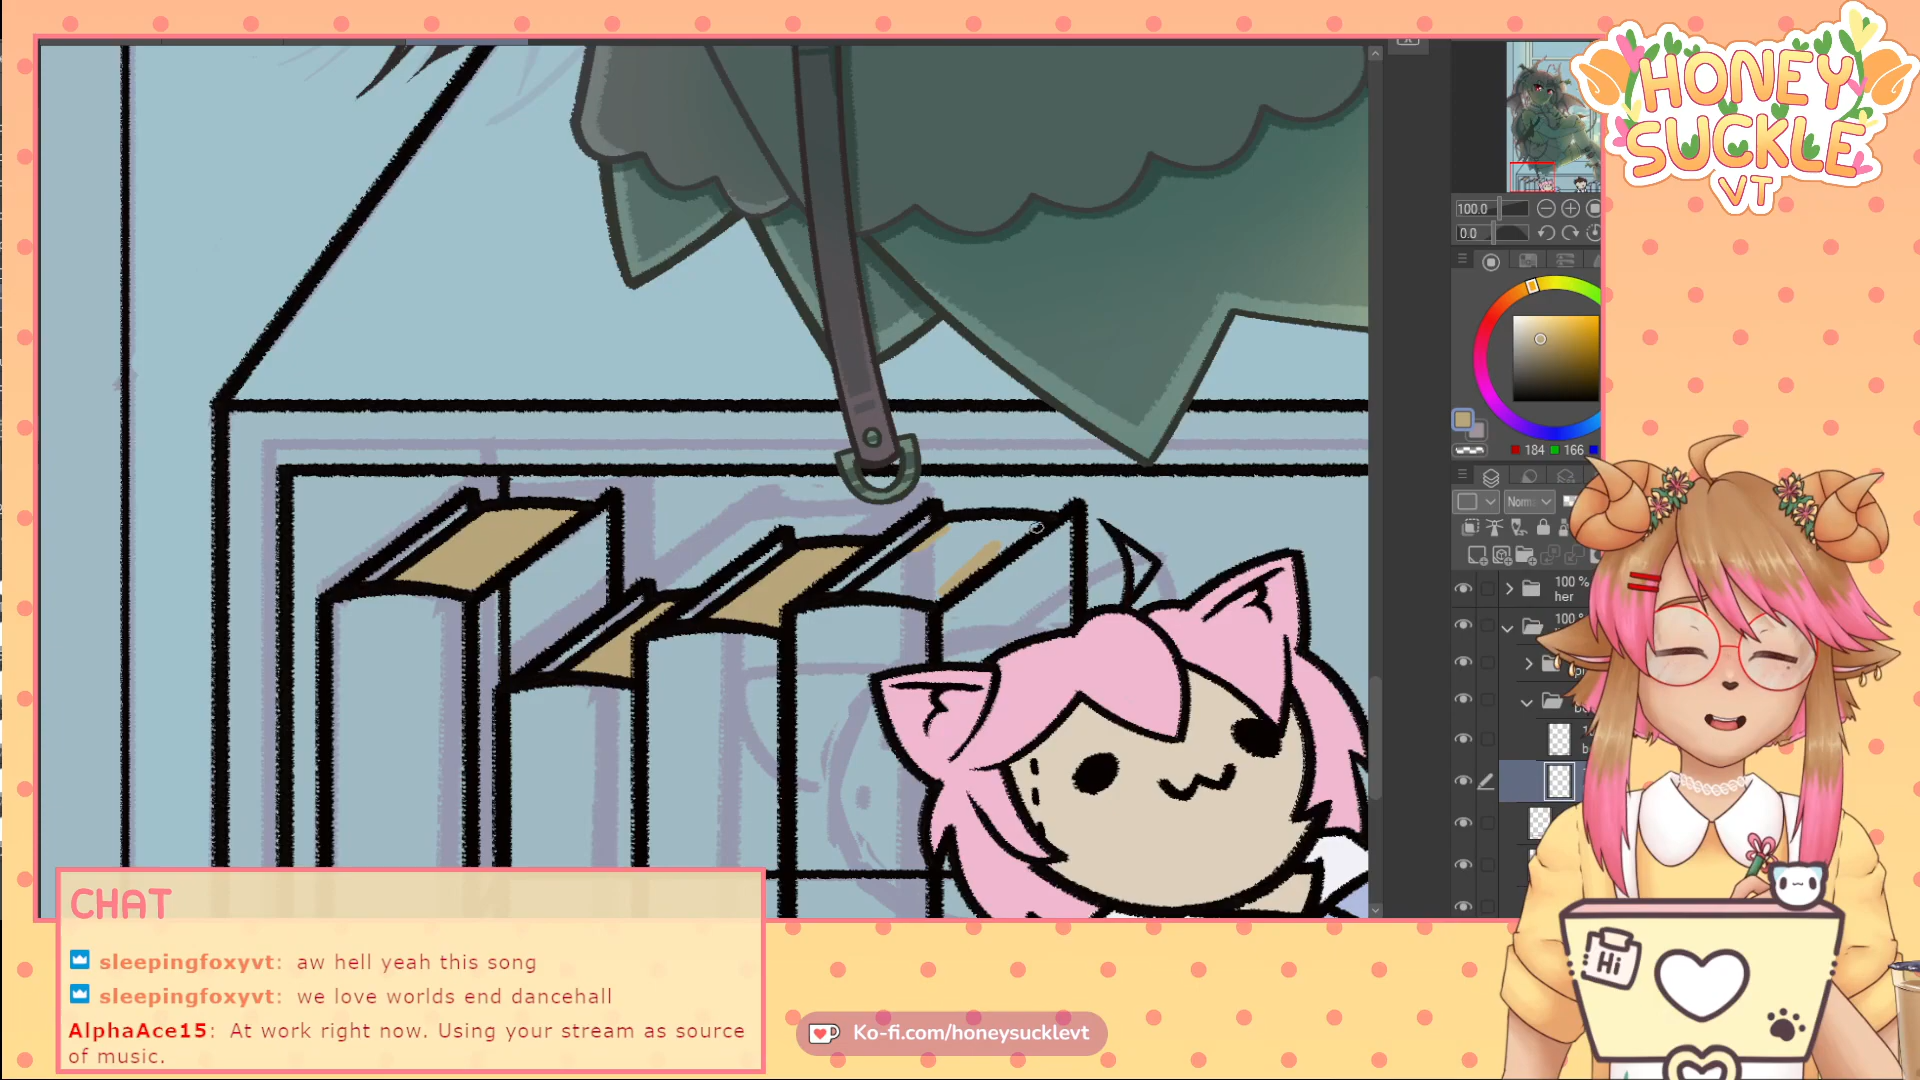 HONEY
SUCKLE
VT
100.0
0.0
184 166
Norm
100 %
her
100 %
Hi
CHAT
sleepingfoxyvt: aw hell yeah this song
sleepingfoxyvt: we love worlds end dancehall
AlphaAce15: At work right now. Using your stream as source
of music.
Ko-fi.com/honeysucklevt